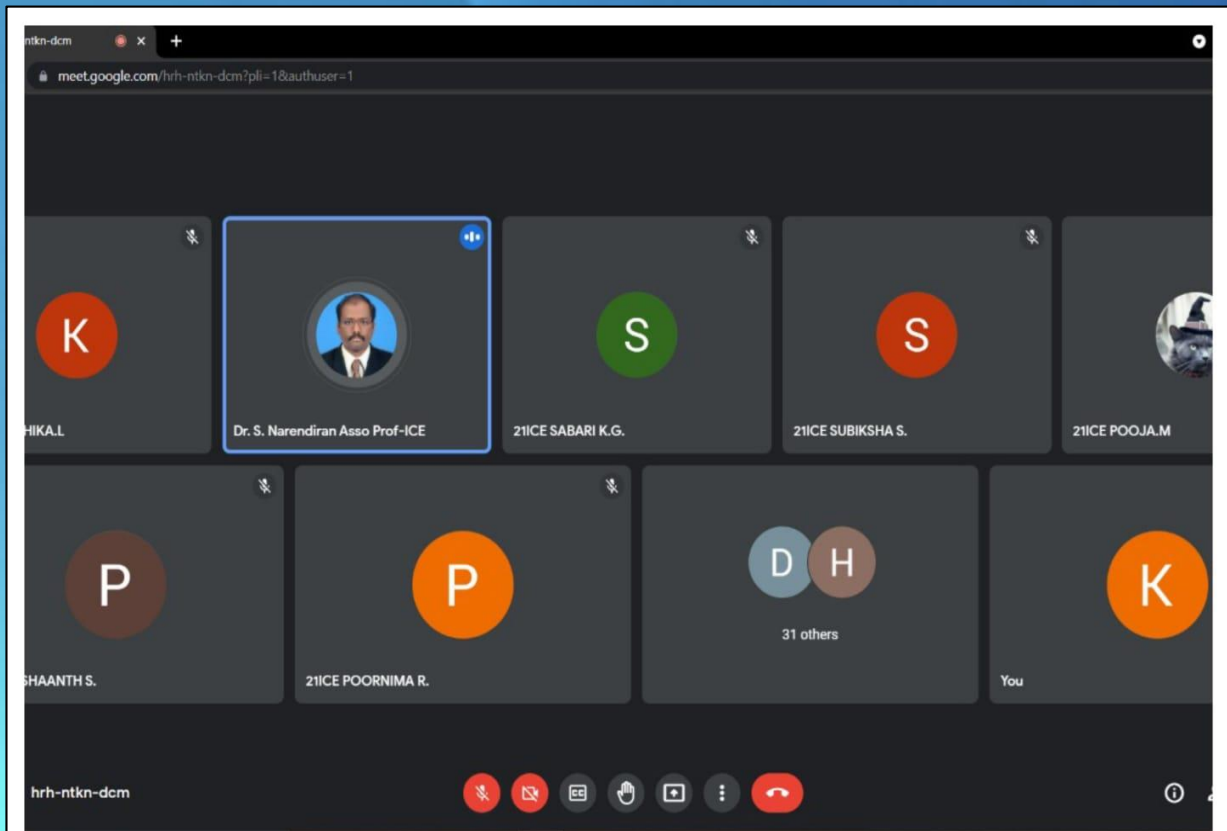 ntkn-dcm
meet.google.com/hrh-ntkn-dcm?pli=1&authuser=1
K
HIKA.L
Dr. S. Narendiran Asso Prof-ICE
S
21ICE SABARI K.G.
S
21ICE SUBIKSHA S.
21ICE POOJA.M
P
SHAANTH S.
P
21ICE POORNIMA R.
D H
31 others
K
You
hrh-ntkn-dcm
CC